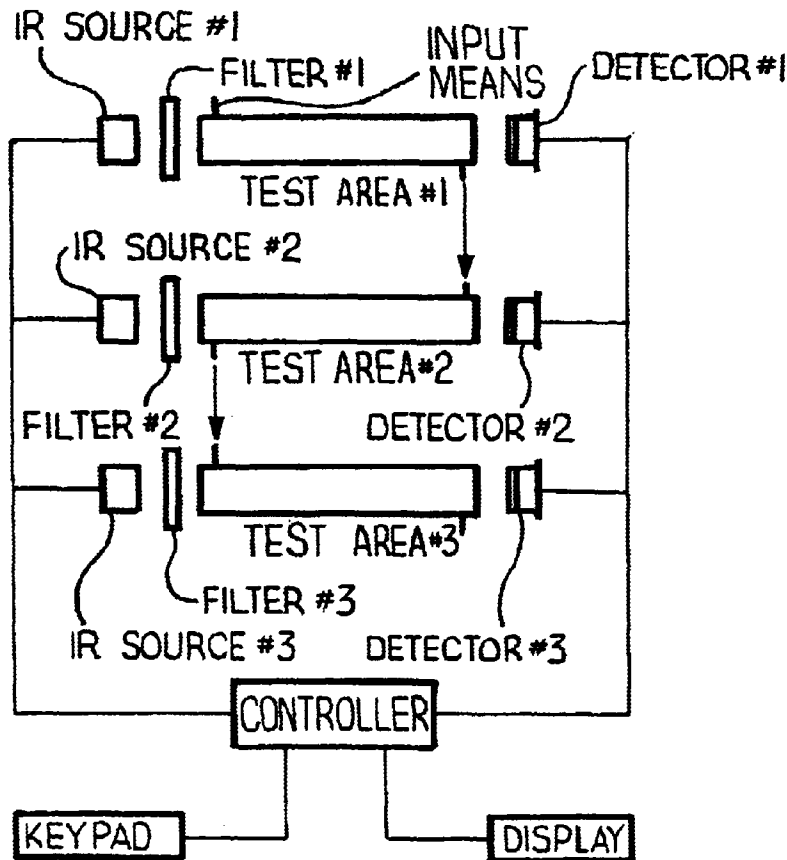 IR SOURCE #1
FILTER #1
INPUT
MEANS
DETECTOR #1
TEST AREA #1
IR SOURCE #2
TEST AREA #2
FILTER #2
DETECTOR #2
TEST AREA #3
FILTER #3
IR SOURCE #3
DETECTOR #3
CONTROLLER
KEYPAD
DISPLAY